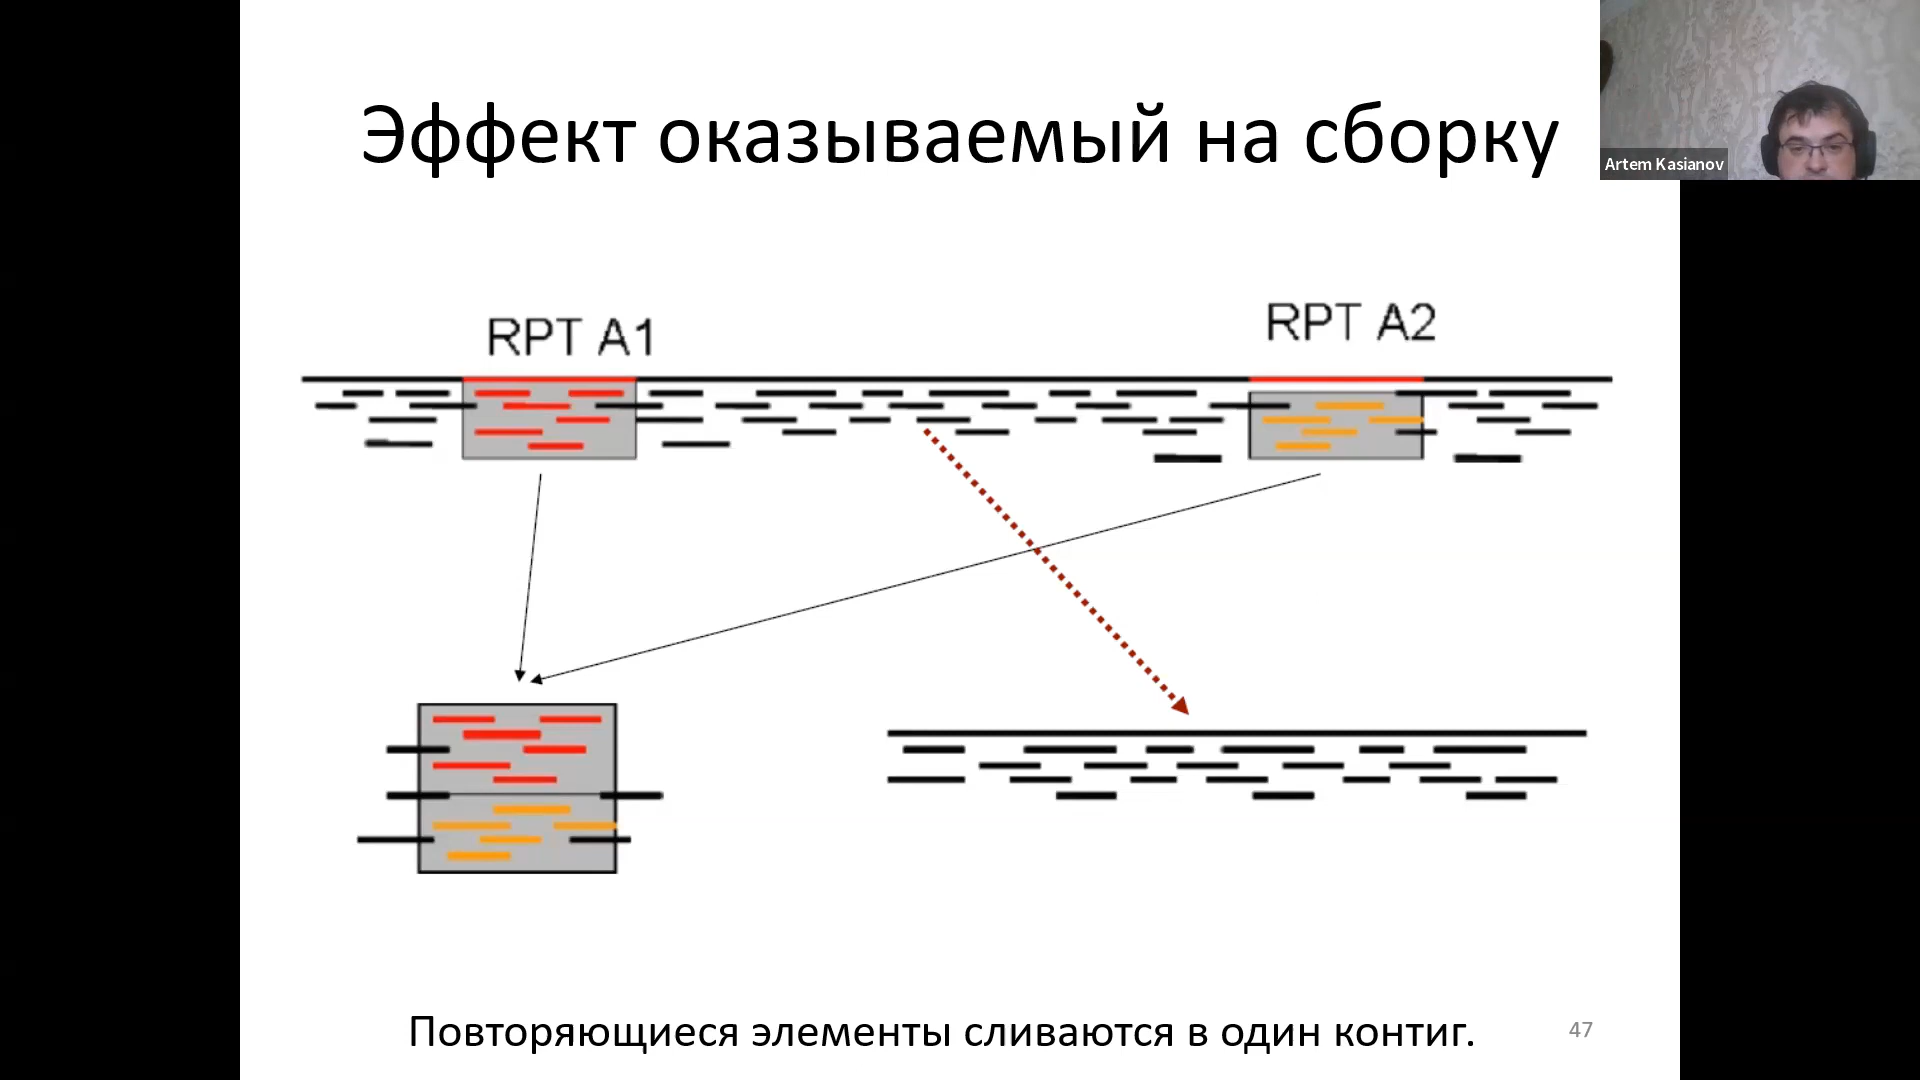 Эффект оказываемый на сборку
Artem Kasianov
RPT A1
RPT A2
Повторяющиеся элементы сливаются в один контиг.
47